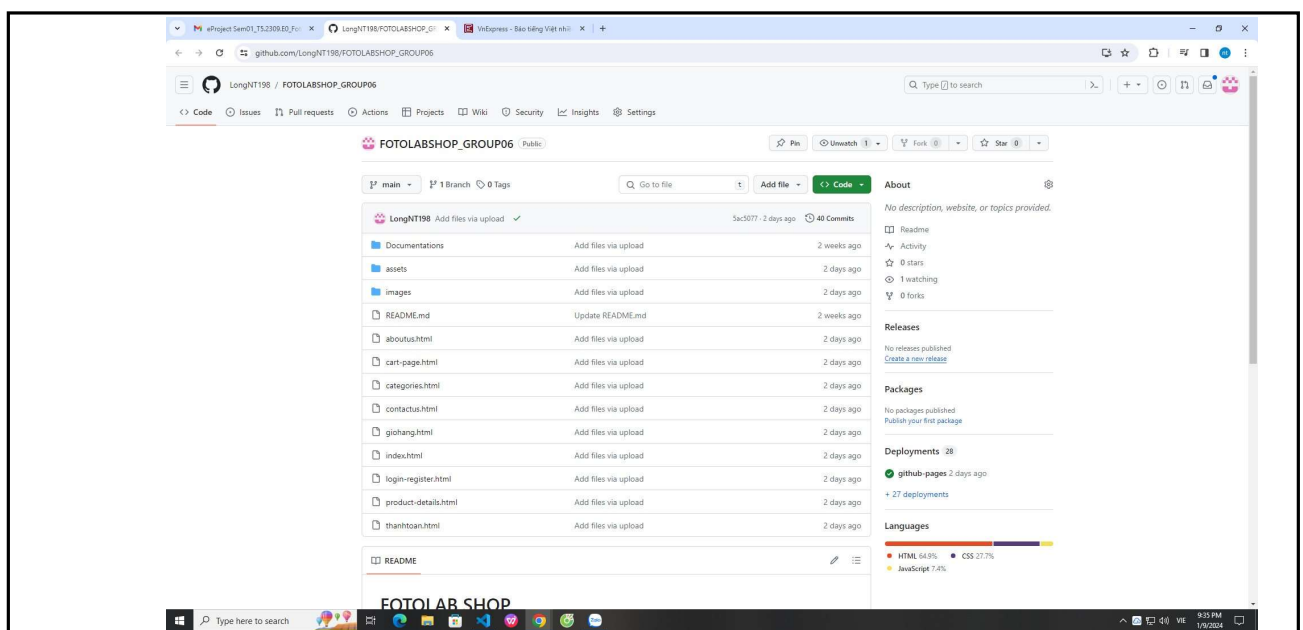 eProject Sem01_T5.2309.E0_Fo
LongNT198/FOTOLABSHOP_G
VnExpress - Báo tiếng Việt nhi
github.com/LongNT198/FOTOLABSHOP_GROUP06
LongNT198 / FOTOLABSHOP_GROUP06
Type / to search
Code Issues Pull requests Actions Projects Wiki Security Insights Settings
FOTOLABSHOP_GROUP06 Public
Pin Unwatch 1 Fork 0 Star 0
main 1 Branch 0 Tags Go to file t Add file <> Code
LongNT198 Add files via upload 5ac5077 · 2 days ago 40 Commits
Documentations Add files via upload 2 weeks ago
assets Add files via upload 2 days ago
images Add files via upload 2 days ago
README.md Update README.md 2 weeks ago
aboutus.html Add files via upload 2 days ago
cart-page.html Add files via upload 2 days ago
categories.html Add files via upload 2 days ago
contactus.html Add files via upload 2 days ago
giohang.html Add files via upload 2 days ago
index.html Add files via upload 2 days ago
login-register.html Add files via upload 2 days ago
product-details.html Add files via upload 2 days ago
thanhtoan.html Add files via upload 2 days ago
README
FOTOLAB SHOP
About
No description, website, or topics provided.
Readme
Activity
0 stars
1 watching
0 forks
Releases
No releases published
Create a new release
Packages
No packages published
Publish your first package
Deployments 28
github-pages 2 days ago
+ 27 deployments
Languages
HTML 64.9% CSS 27.7%
JavaScript 7.4%
Type here to search
VIE
9:35 PM
1/9/2024